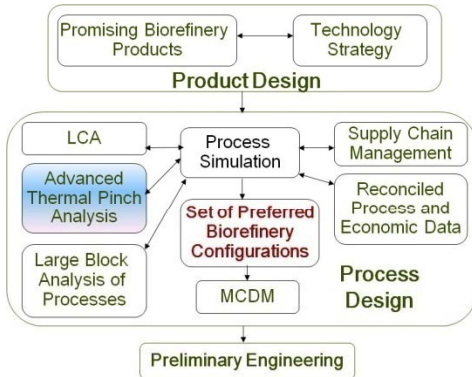 Promising Biorefinery
Products
Technology
Strategy
Product Design
LCA
Process
Simulation
Supply Chain
Management
Advanced
Thermal Pinch
Analysis
Reconciled
Process and
Economic Data
Set of Preferred
Biorefinery
Configurations
Large Block
Analysis of
Processes
MCDM
Process
Design
Preliminary Engineering